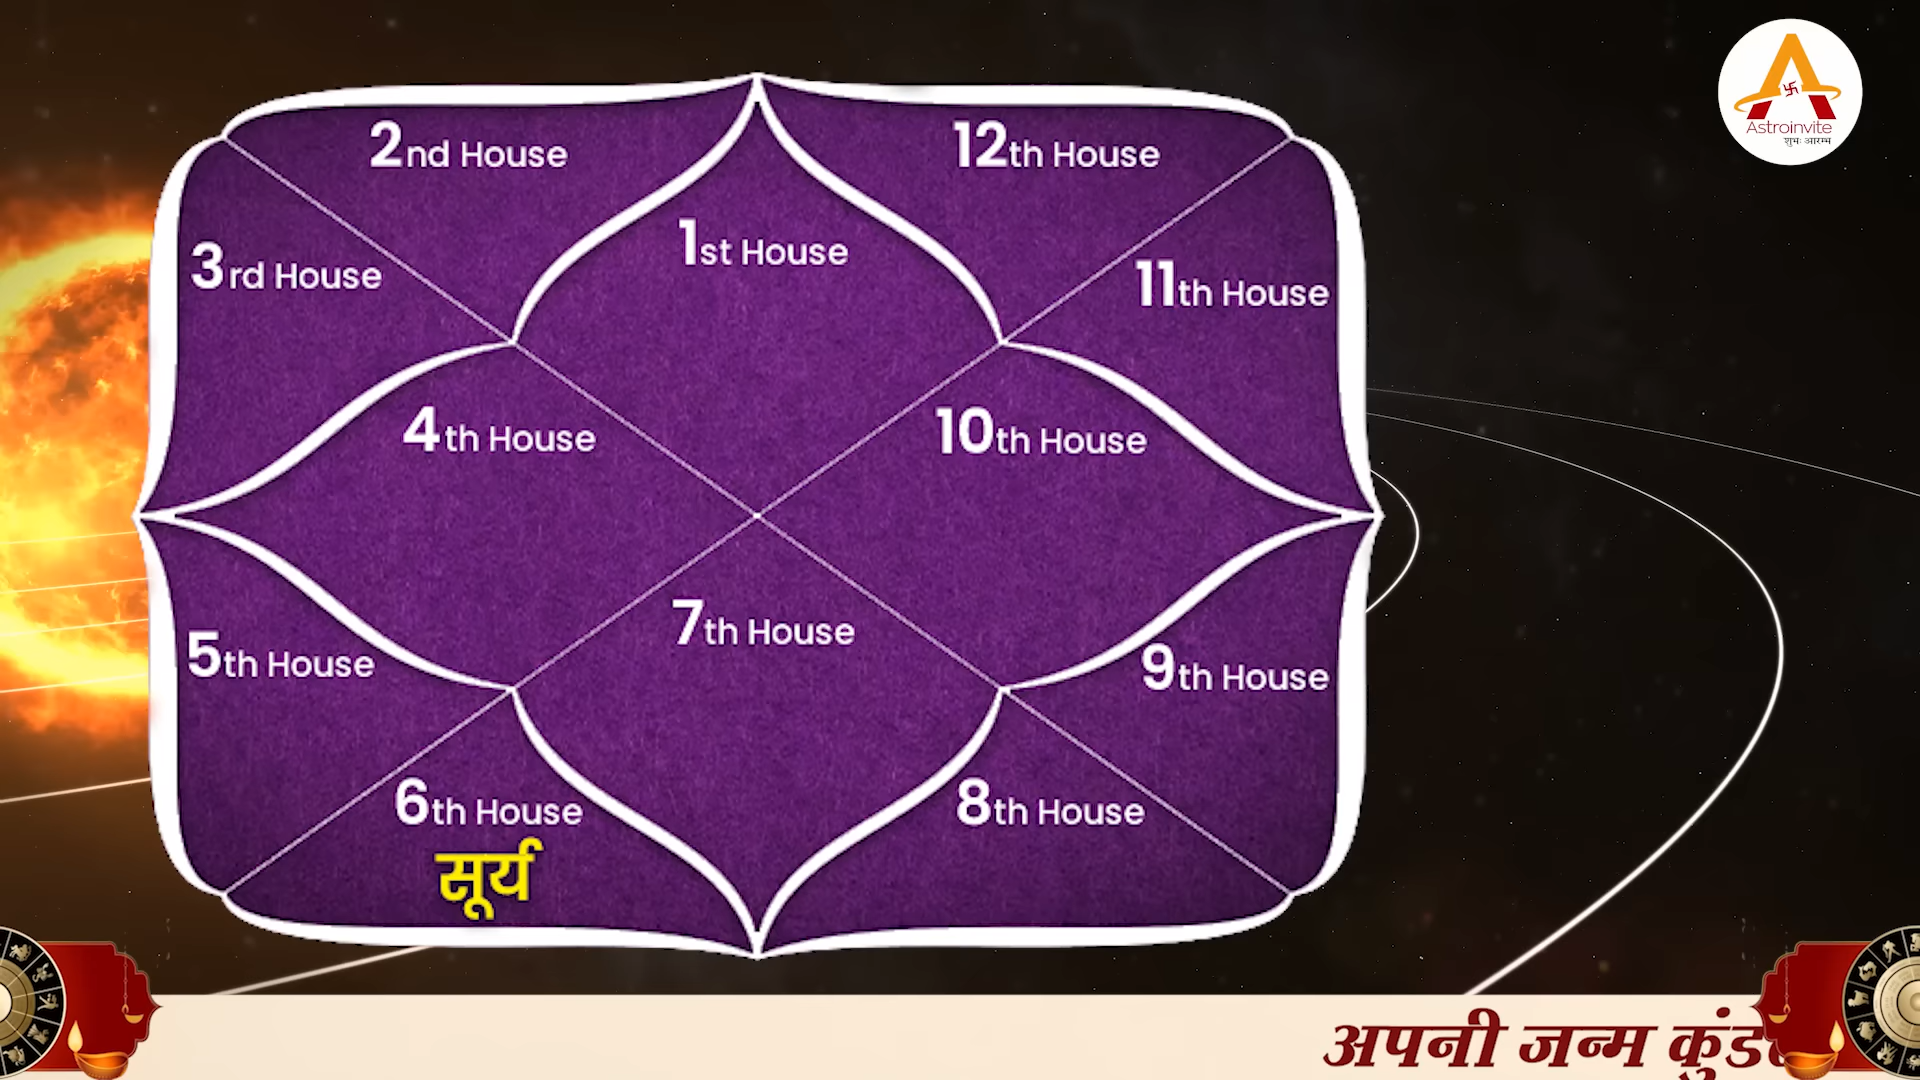 Astroinvite
शुभः आरम्भ
2nd House
12th House
1st House
3rd House
11th House
4th House
10th House
7th House
5th House
9th House
6th House
8th House
सूर्य
अपनी जन्म